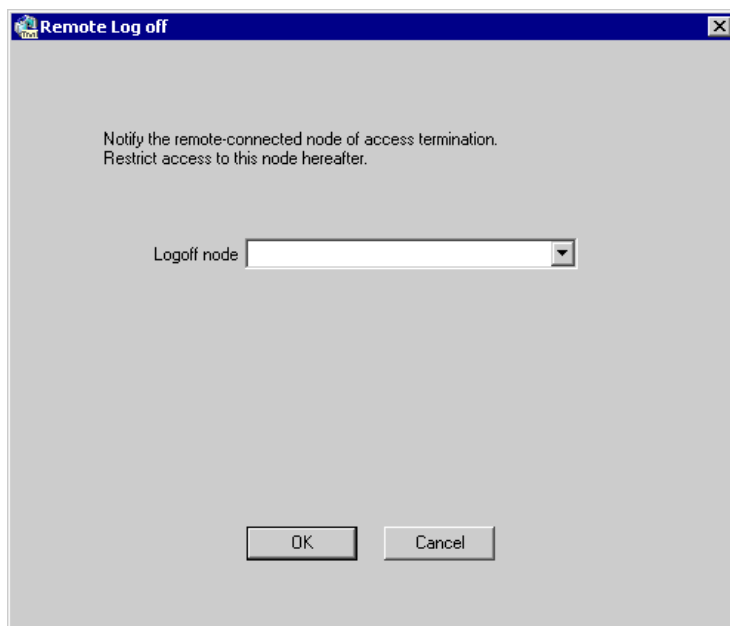 Remote Log off
Notify the remote-connected node of access termination.
Restrict access to this node hereafter.
Logoff node
OK
Cancel